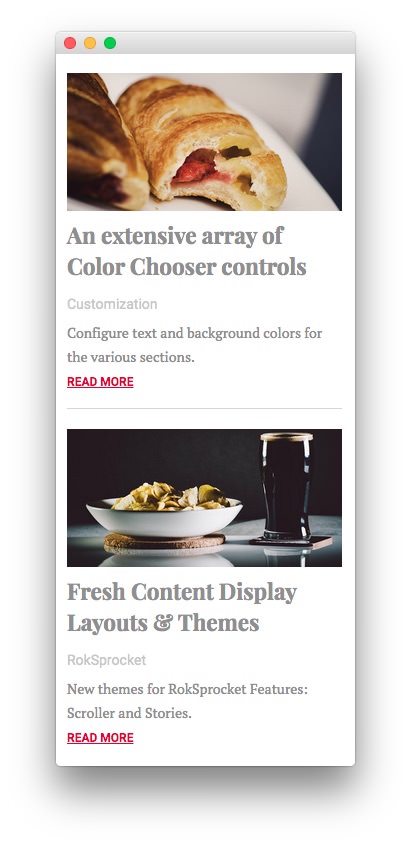 An extensive array of
Color Chooser controls
Customization
Configure text and background colors for
the various sections.
READ MORE
Fresh Content Display
Layouts & Themes
RokSprocket
New themes for RokSprocket Features:
Scroller and Stories.
READ MORE